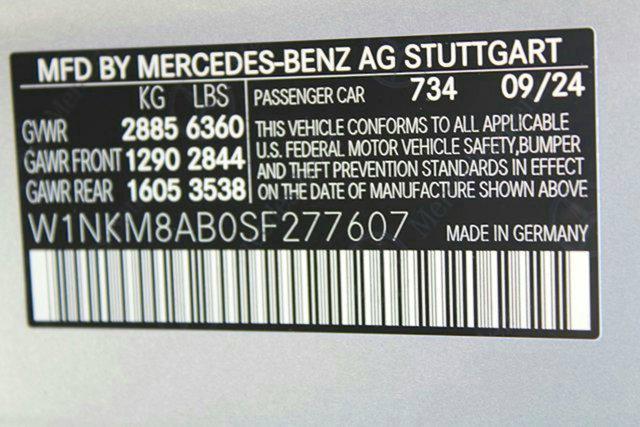 MFD BY MERCEDES-BENZ AG STUTTGART
KG LBS
GVWR 2885 6360
GAWR FRONT 1290 2844
GAWR REAR 1605 3538
PASSENGER CAR 734 09/24
THIS VEHICLE CONFORMS TO ALL APPLICABLE
U.S. FEDERAL MOTOR VEHICLE SAFETY, BUMPER
AND THEFT PREVENTION STANDARDS IN EFFECT
ON THE DATE OF MANUFACTURE SHOWN ABOVE
W1NKM8AB0SF277607 MADE IN GERMANY